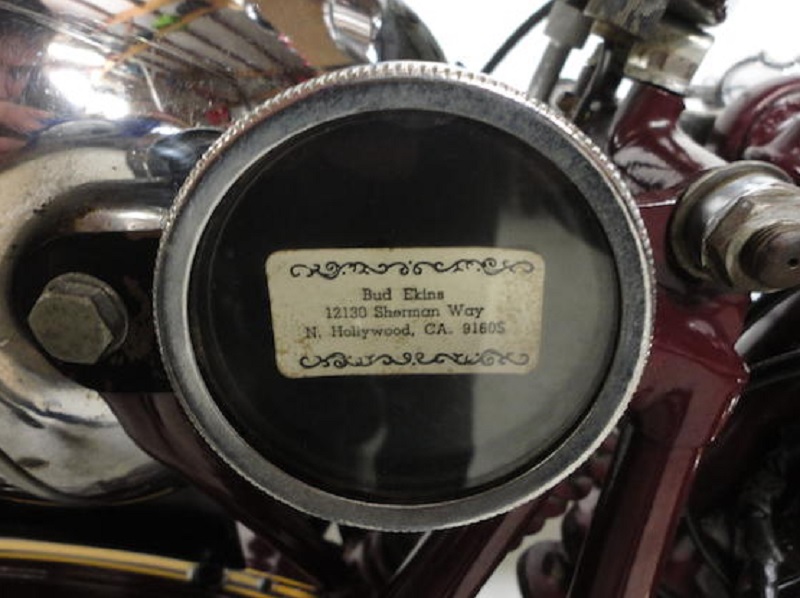 Bud Ekins
12130 Sherman Way
N. Hollywood, CA. 91605